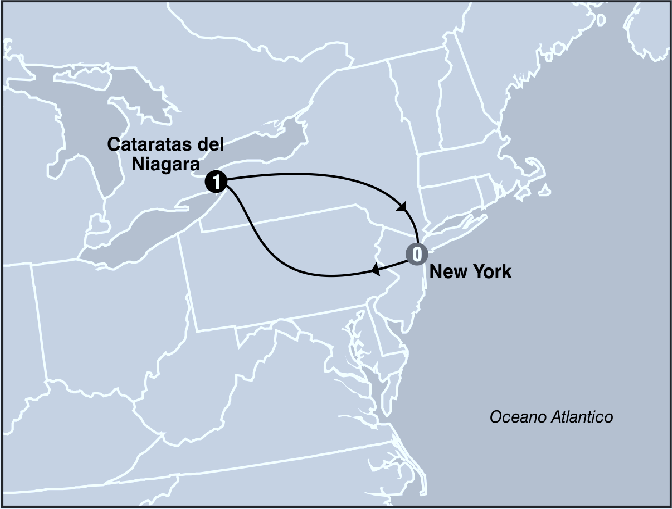 Cataratas del
Niagara
1
0
New York
Oceano Atlantico